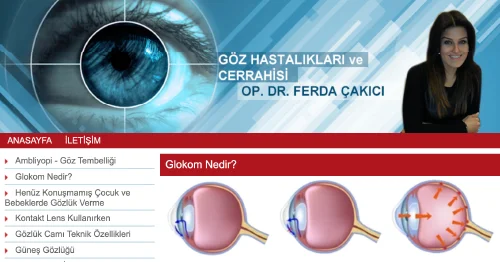 GÖZ HASTALIKLARI ve
CERRAHİSİ
OP. DR. FERDA ÇAKICI
ANASAYFA İLETİŞİM
Ambliyopi - Göz Tembelliği
Glokom Nedir?
Henüz Konuşmamış Çocuk ve
Bebeklerde Gözlük Verme
Kontakt Lens Kullanırken
Gözlük Camı Teknik Özellikleri
Güneş Gözlüğü
Glokom Nedir?